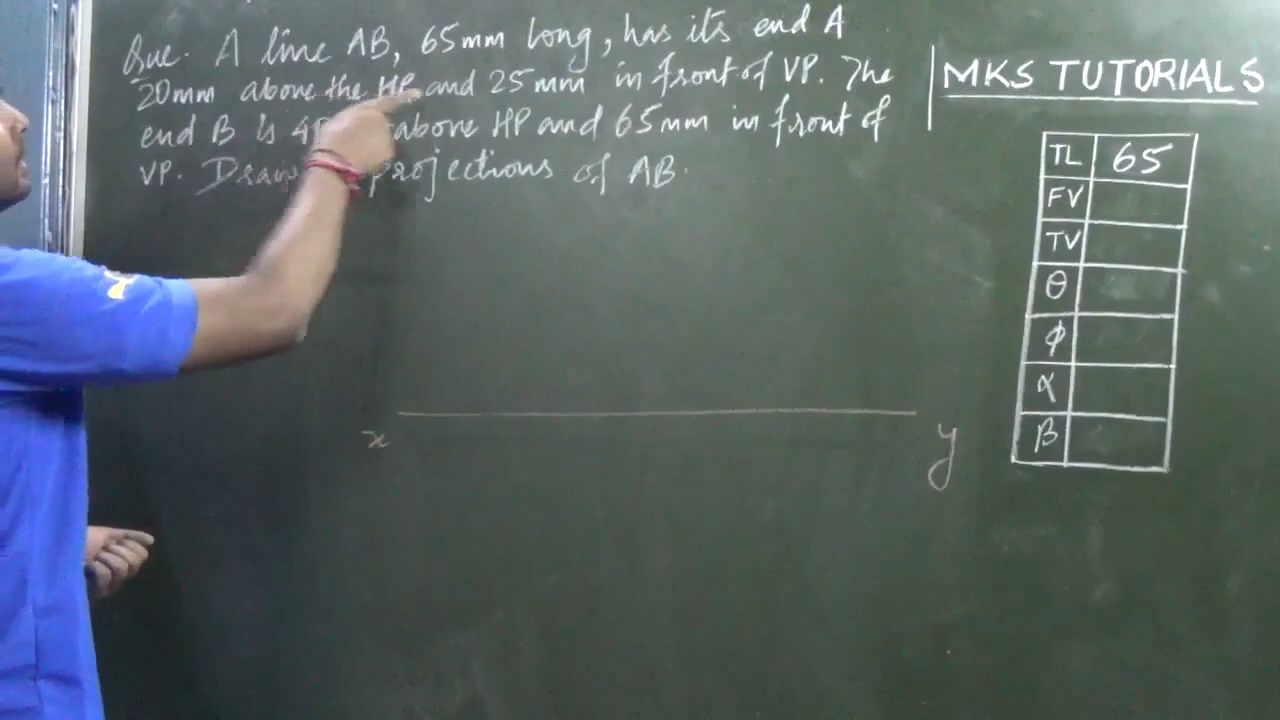 Que. A line AB, 65mm long, has its end A
20mm above the HP and 25mm in front of VP. The
end B is above HP and 65mm in front of
VP. projections of AB.
MKS TUTORIALS
TL 65
FV
TV
θ
ϕ
α
β
x y